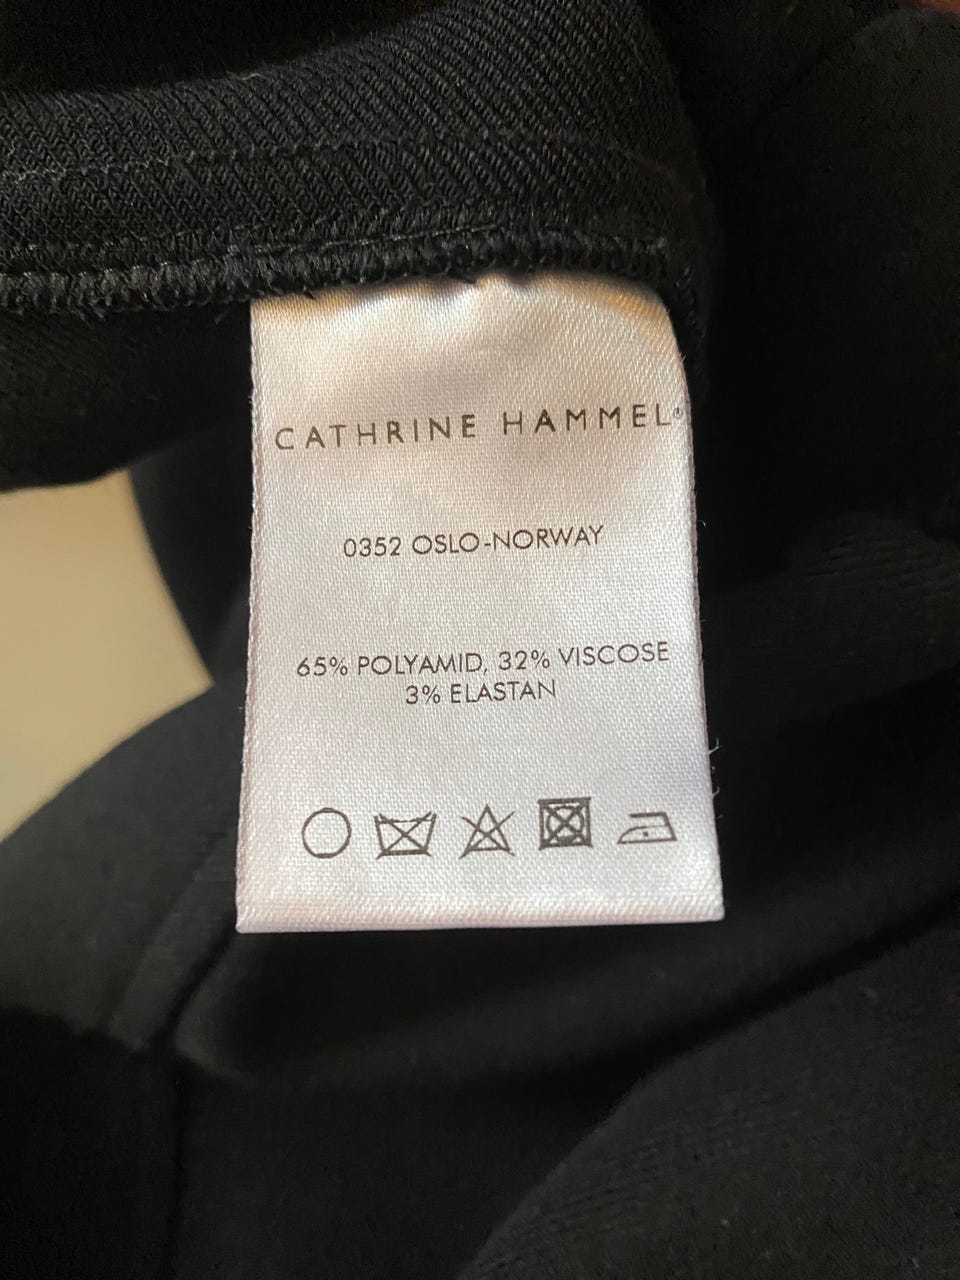 CATHRINE HAMMEL®
0352 OSLO-NORWAY
65% POLYAMID, 32% VISCOSE
3% ELASTAN